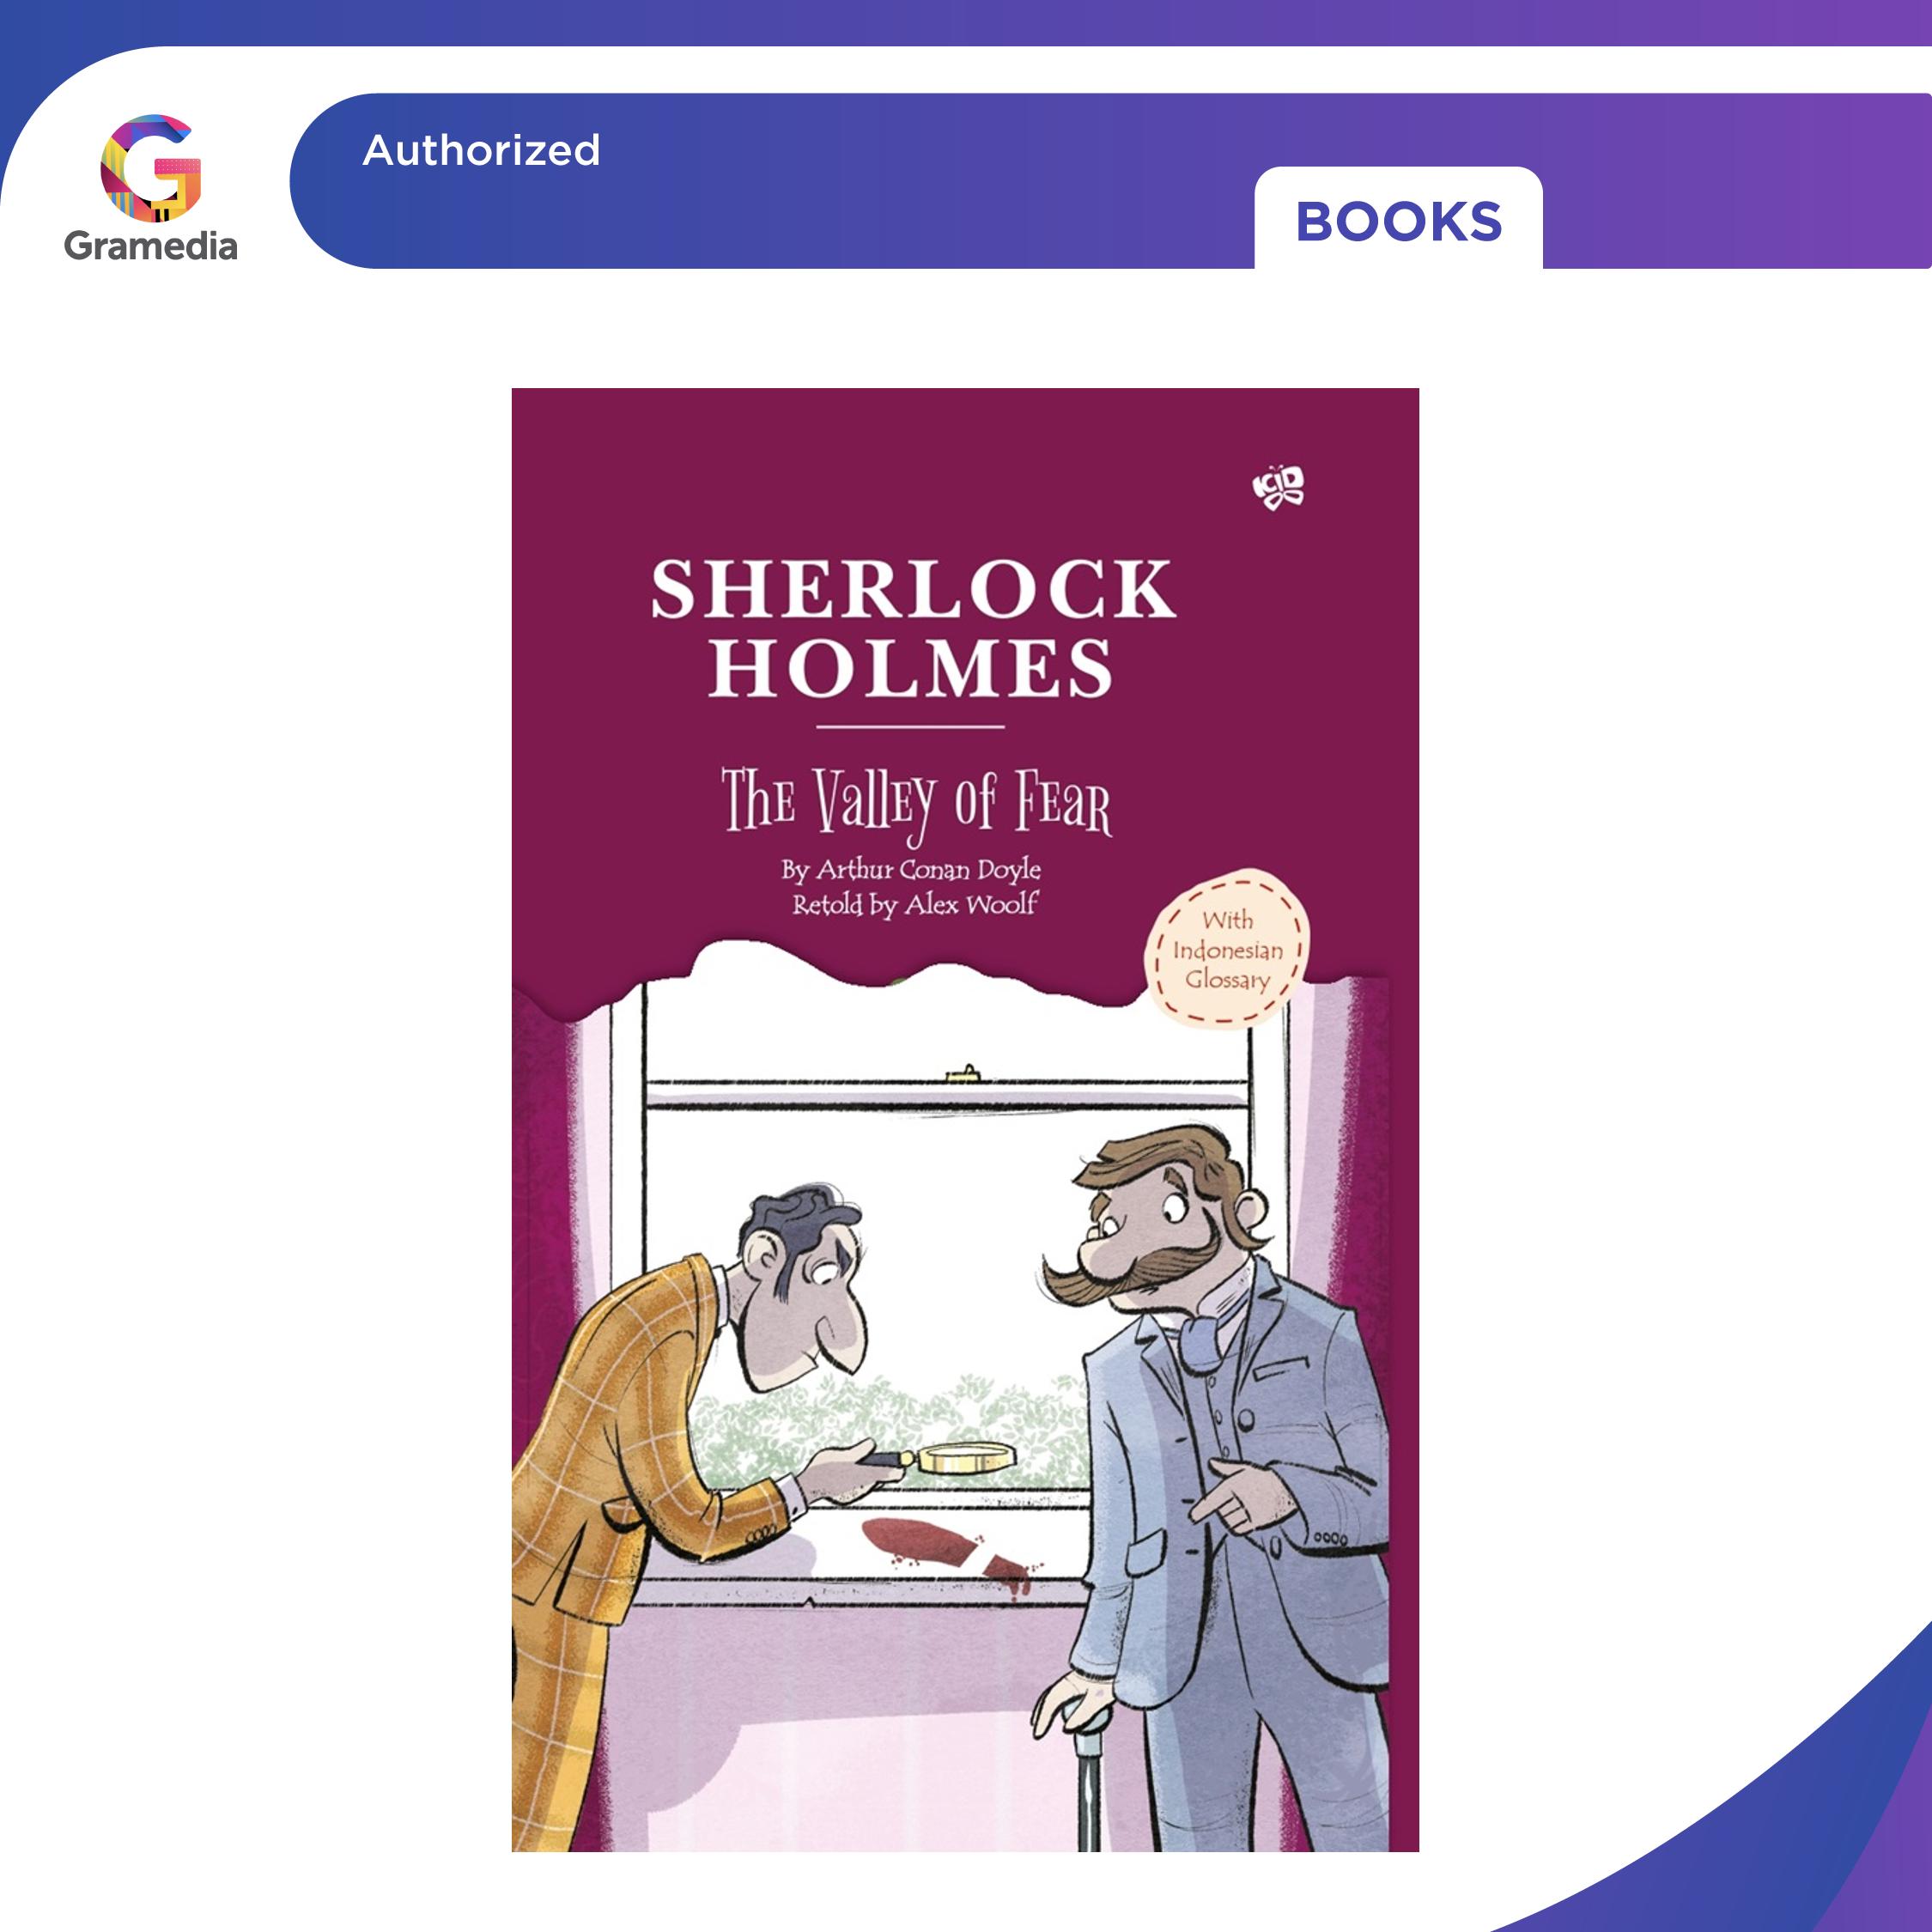 Authorized
Gramedia
BOOKS
KID
SHERLOCK
HOLMES
The Valley of Fear
By Arthur Conan Doyle
Retold by Alex Woolf
With
Indonesian
Glossary